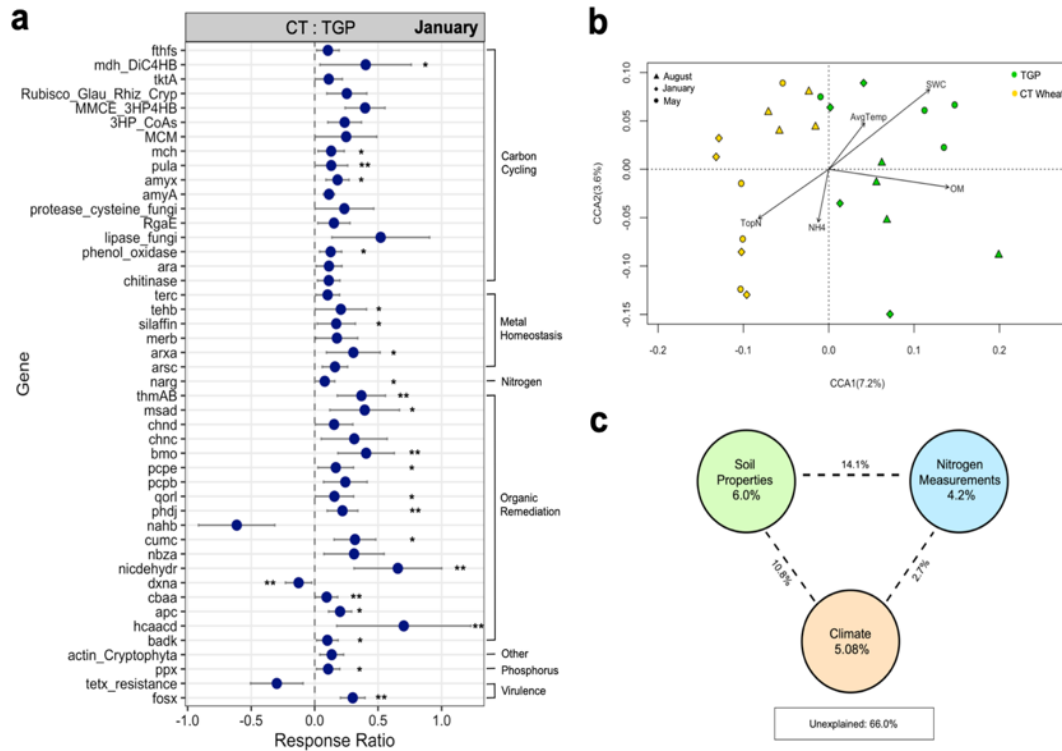 a
CT : TGP January
fthfs
mdh_DiC4HB *
tktA
Rubisco_Glau_Rhiz_Cryp
MMCE_3HP4HB
3HP_CoAs
MCM
mch *
pula **
amyx *
amyA
protease_cysteine_fungi
RgaE
lipase_fungi
phenol_oxidase *
ara
chitinase
terc
tehb *
silaffin *
merb
arxa *
arsc
narg *
thmAB **
msad *
chnd
chnc
bmo **
pcpe *
pcpb
qorl *
phdj **
nahb
cumc *
nbza
nicdehydr **
dxna **
cbaa **
apc *
hcaacd **
badk *
actin_Cryptophyta
ppx *
tetx_resistance
fosx **
Carbon
Cycling
Metal
Homeostasis
Nitrogen
Organic
Remediation
Other
Phosphorus
Virulence
Gene
-1.0 -0.5 0.0 0.5 1.0
Response Ratio
b
August
January
May
TGP
CT Wheat
SWC
AvgTemp
OM
NH4
TopN
0.10
0.05
0.00
-0.05
-0.10
-0.15
CCA2(3.6%)
-0.2 -0.1 0.0 0.1 0.2
CCA1(7.2%)
c
Soil
Properties
6.0%
14.1%
Nitrogen
Measurements
4.2%
10.8%
2.7%
Climate
5.08%
Unexplained: 66.0%